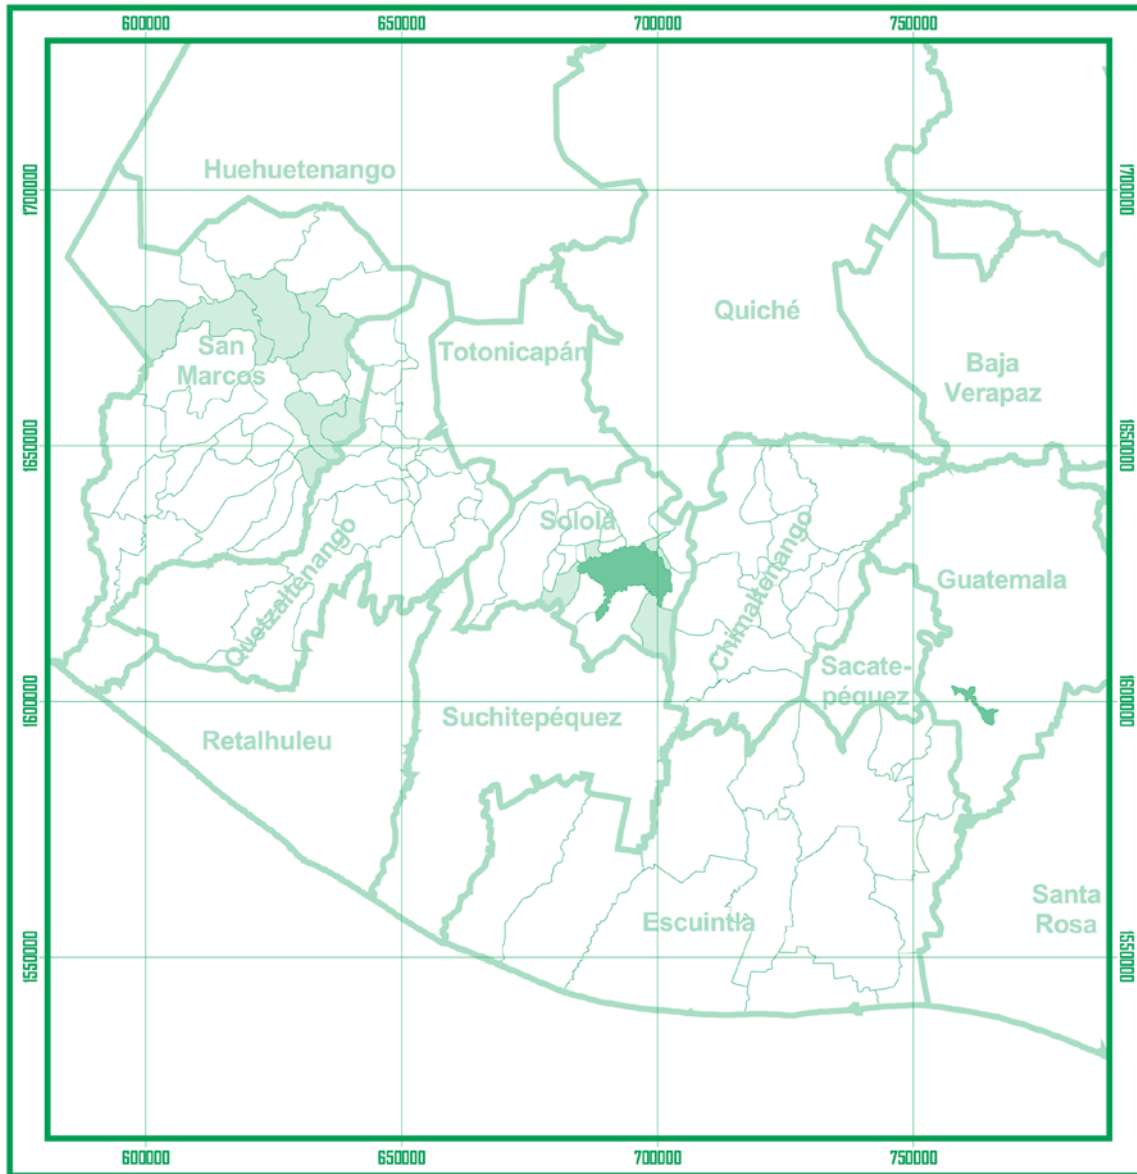 600000
650000
700000
750000
1700000
1700000
Huehuetenango
Quiché
San
Marcos
Totonicapán
Baja
Verapaz
1650000
1650000
Sololá
Quetzaltenango
Chimaltenango
Guatemala
Sacate-
péquez
1600000
1600000
Suchitepéquez
Retalhuleu
Escuintla
Santa
Rosa
1550000
1550000
600000
650000
700000
750000